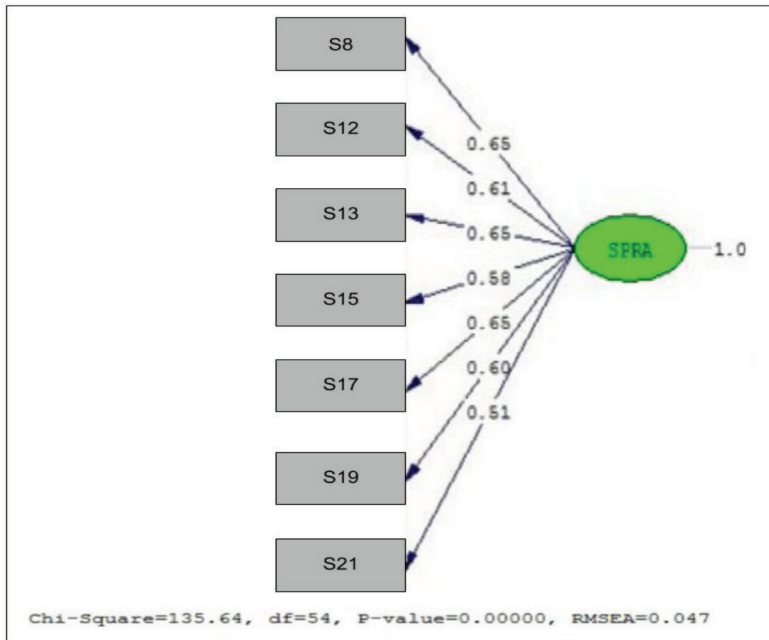 S8
S12
0.65
0.61
S13
0.65
SPRA
1.0
0.58
S15
0.65
0.60
S17
0.51
S19
S21
Chi-Square=135.64, df=54, P-value=0.00000, RMSEA=0.047